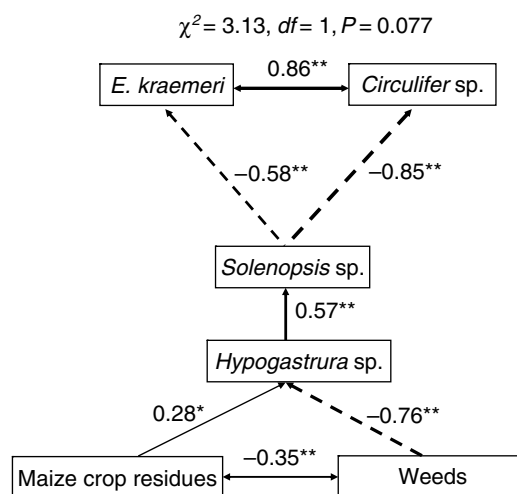 χ² = 3.13, df = 1, P = 0.077
0.86**
E. kraemeri Circulifer sp.
–0.58** –0.85**
Solenopsis sp.
0.57**
Hypogastrura sp.
0.28* –0.76**
–0.35**
Maize crop residues Weeds